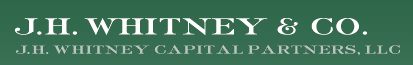 J.H. WHITNEY & CO.
J.H. WHITNEY CAPITAL PARTNERS, LLC